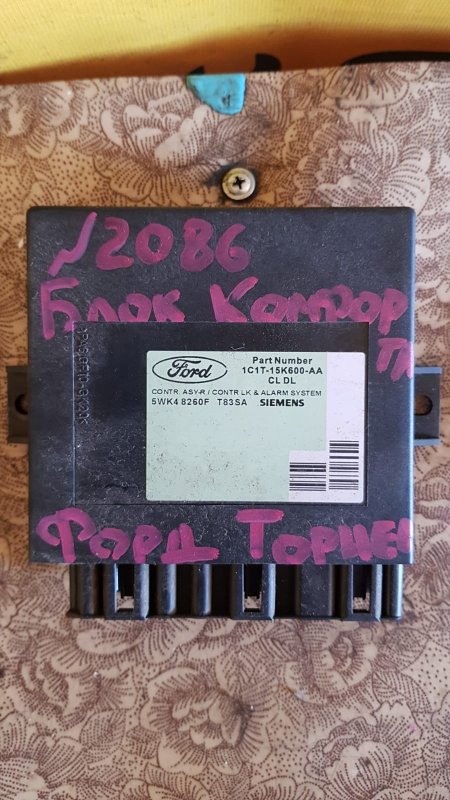 №2086
Блок Комфор
та
Ford
Part Number
1C1T-15K600-AA
CL DL
CONTR. ASY-R / CONTR LK & ALARM SYSTEM
5WK4 8260F T83SA SIEMENS
Форд Торнео